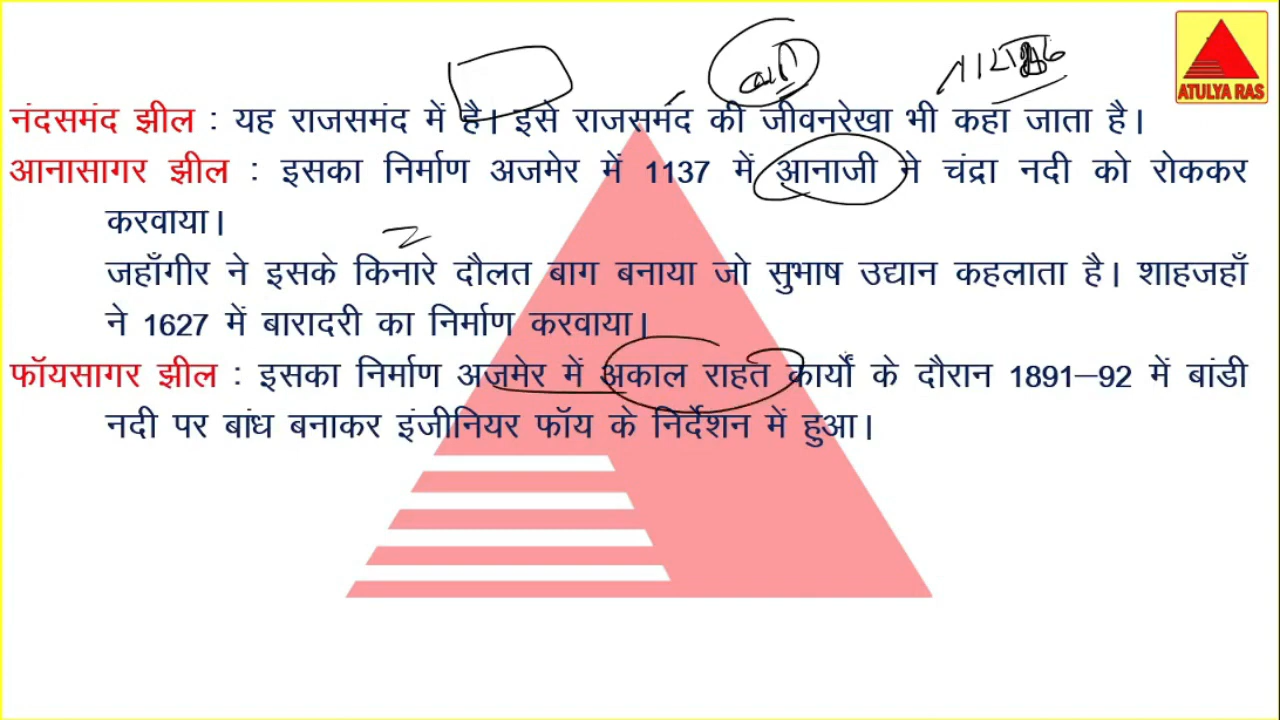 ATULYA RAS
नंदसमंद झील : यह राजसमंद में है। इसे राजसमंद की जीवनरेखा भी कहा जाता है।
आनासागर झील : इसका निर्माण अजमेर में 1137 में आनाजी ने चंद्रा नदी को रोककर
करवाया।
जहाँगीर ने इसके किनारे दौलत बाग बनाया जो सुभाष उद्यान कहलाता है। शाहजहाँ
ने 1627 में बारादरी का निर्माण करवाया।
फॉयसागर झील : इसका निर्माण अजमेर में अकाल राहत कार्यों के दौरान 1891–92 में बांडी
नदी पर बांध बनाकर इंजीनियर फॉय के निर्देशन में हुआ।